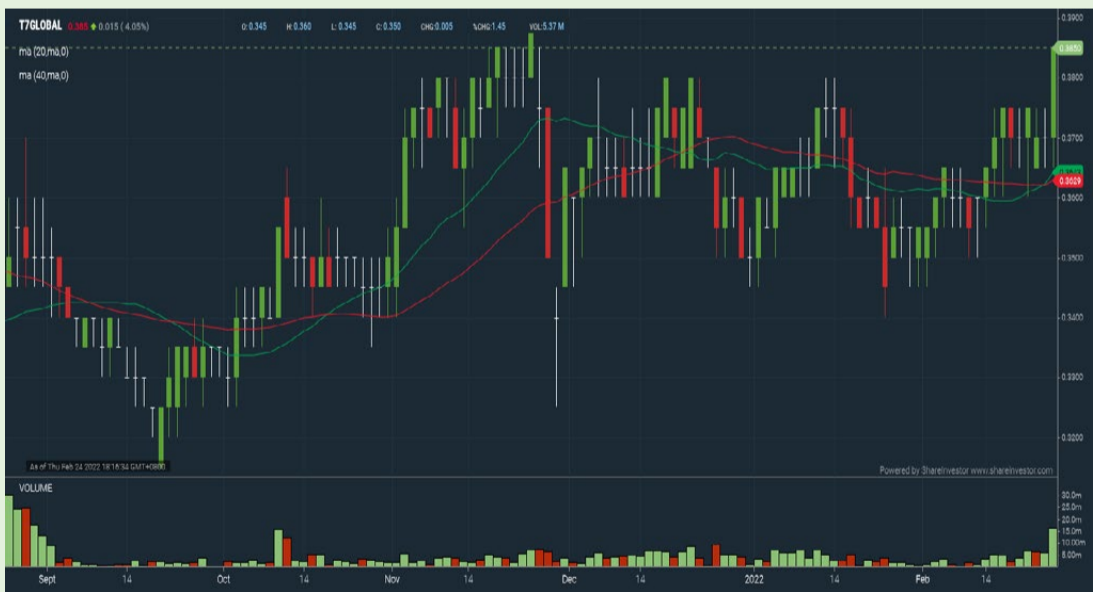 T7GLOBAL 0.385 0.015 ( 4.05%) O:0.345 H:0.360 L: 0.345 C:0.350 CHG:0.005 %CHG:1.45 VOL:5.37 M
ma (20,ma,0)
ma (40,ma,0)
0.3900
0.3850
0.3800
0.3700
0.3029
0.3600
0.3500
0.3400
0.3300
0.3200
As of Thu Feb 24 2022 18:16:34 GMT+0800
Powered by ShareInvestor www.shareinvestor.com
VOLUME
30.0m
25.0m
20.0m
15.0m
10.00m
5.00m
Sept 14 Oct 14 Nov 14 Dec 14 2022 14 Feb 14